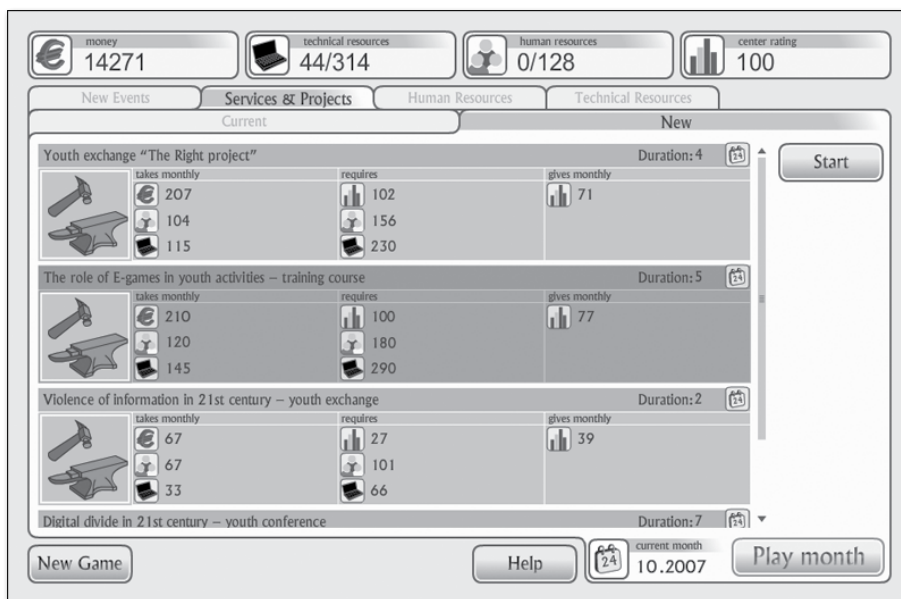 money technical resources human resources center rating
14271 44/314 0/128 100
New Events Services & Projects Human Resources Technical Resources
Current New
Youth exchange “The Right project” Duration: 4 24
Start
takes monthly requires gives monthly
207 102 71
104 156
115 230
The role of E-games in youth activities – training course Duration: 5 24
takes monthly requires gives monthly
210 100 77
120 180
145 290
Violence of information in 21st century – youth exchange Duration: 2 24
takes monthly requires gives monthly
67 27 39
67 101
33 66
Digital divide in 21st century – youth conference Duration: 7 24
New Game Help 24 current month Play month
10.2007